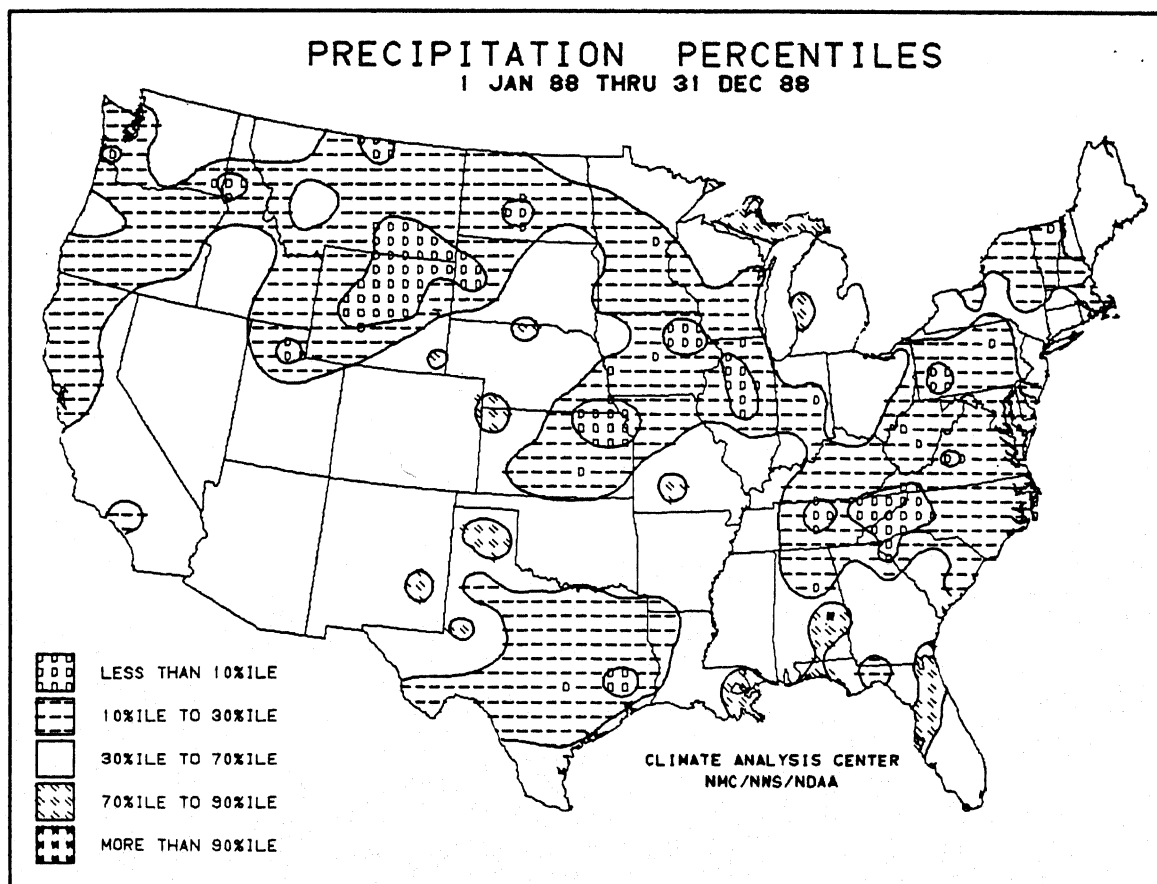 PRECIPITATION PERCENTILES
1 JAN 88 THRU 31 DEC 88
LESS THAN 10%ILE
10%ILE TO 30%ILE
30%ILE TO 70%ILE
70%ILE TO 90%ILE
MORE THAN 90%ILE
CLIMATE ANALYSIS CENTER
NMC/NWS/NOAA